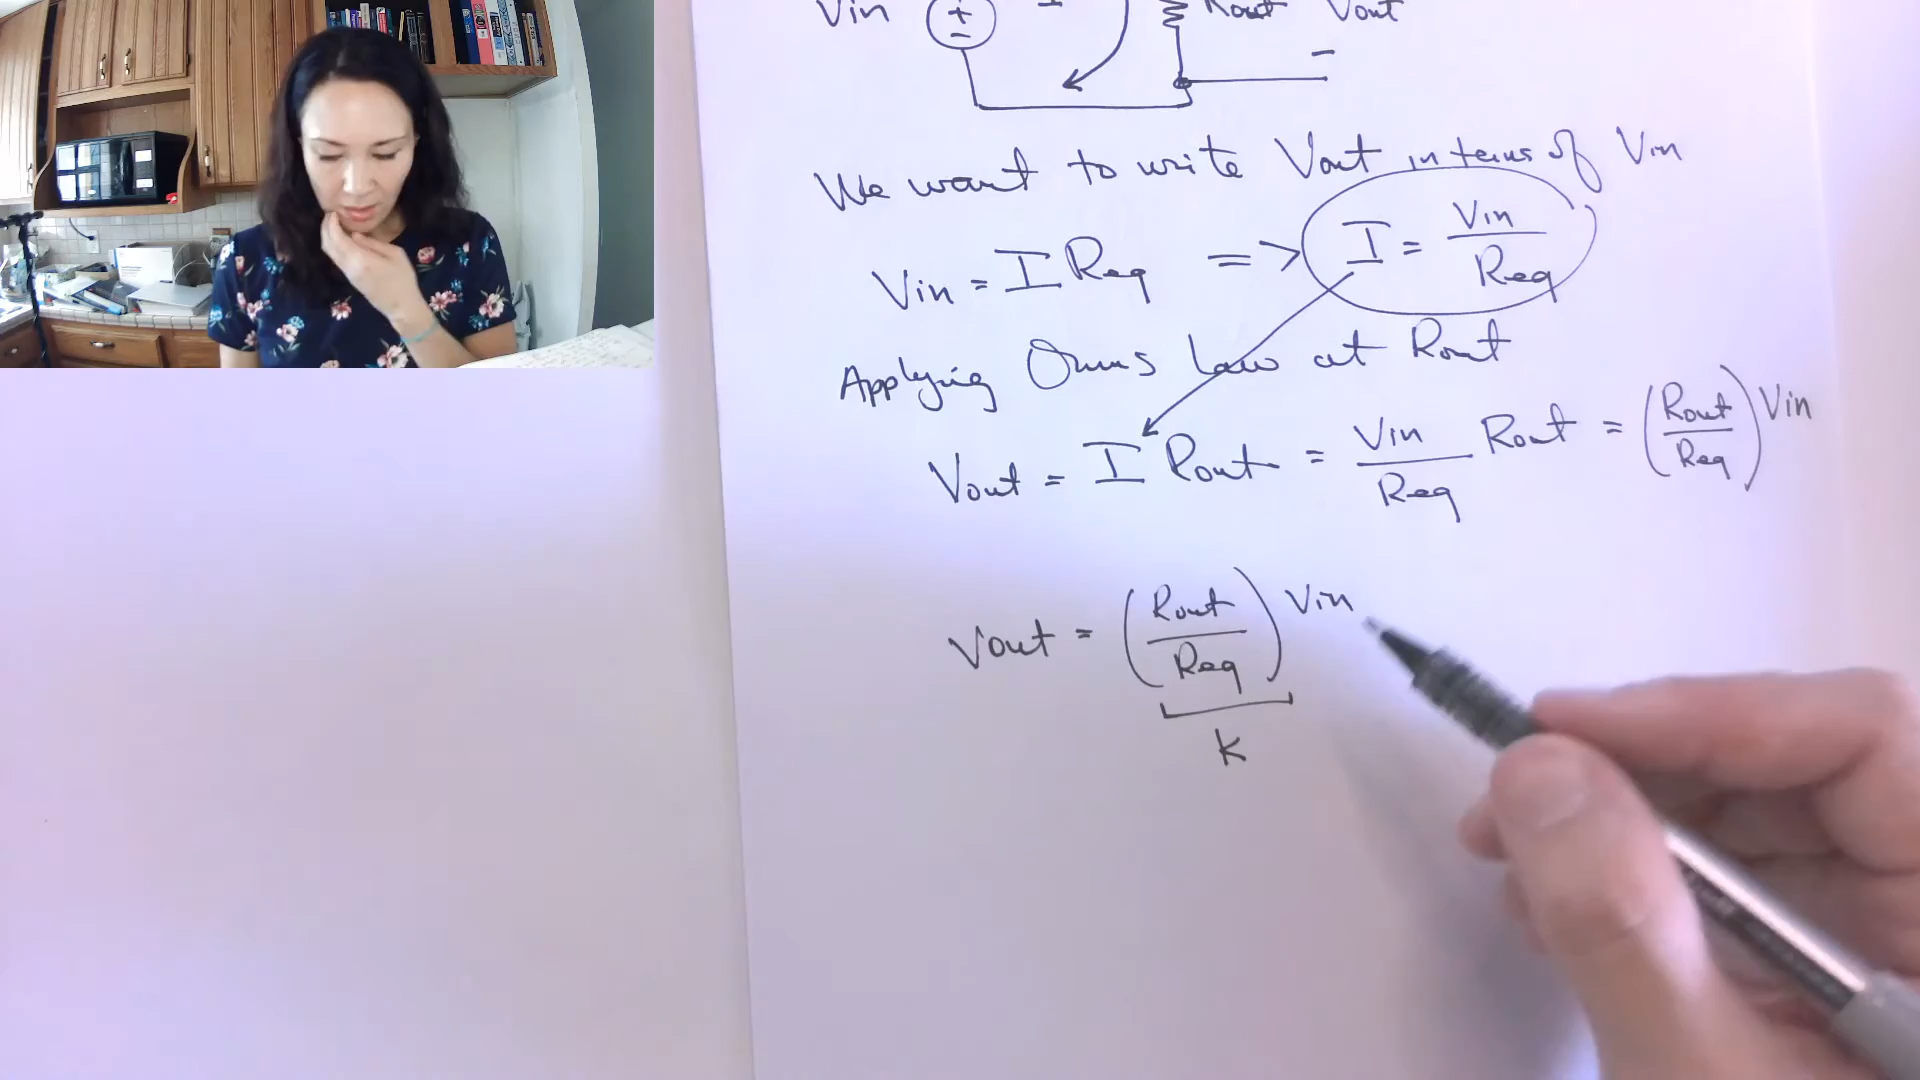 Vin + - I Rout Vout -
We want to write Vout in terms of Vin
Vin = I Req => I = Vin / Req
Applying Ohms Law at Rout
Vout = I Rout = Vin / Req Rout = (Rout / Req) Vin
Vout = (Rout / Req) Vin
k